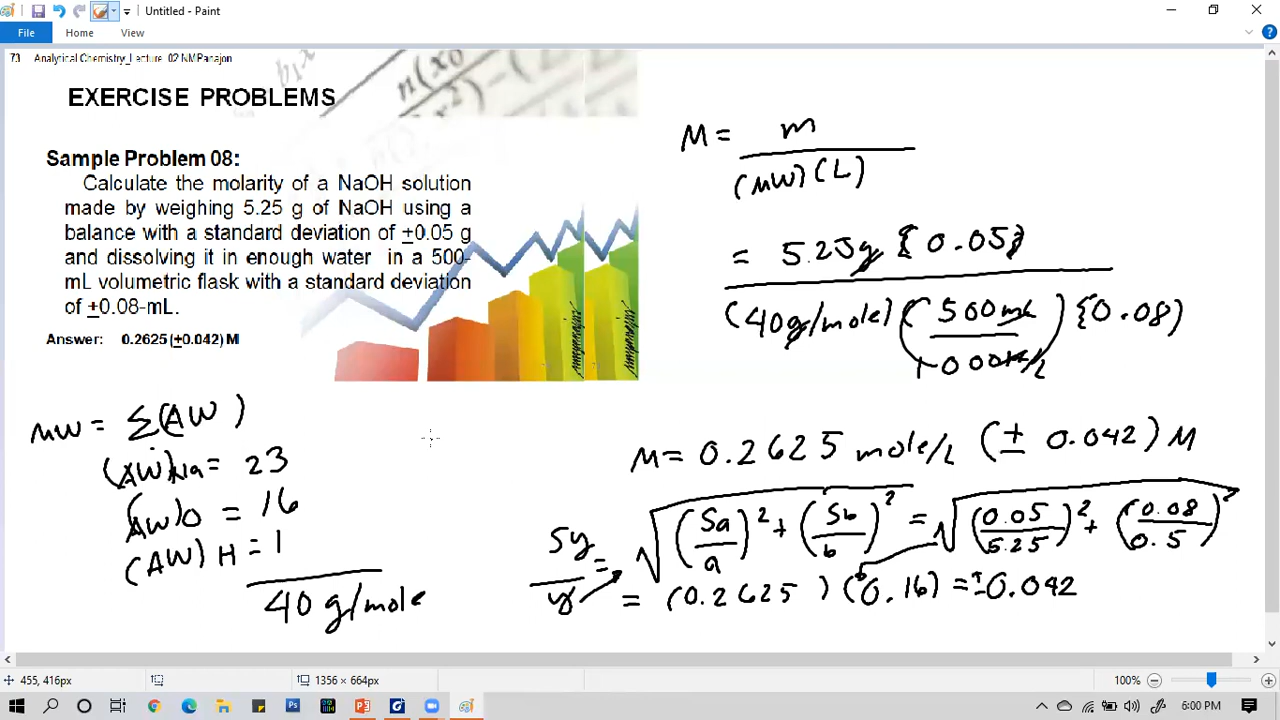 Untitled - Paint
File Home View
73 Analytical Chemistry_Lecture 02 NMPanajon
EXERCISE PROBLEMS
Sample Problem 08:
Calculate the molarity of a NaOH solution
made by weighing 5.25 g of NaOH using a
balance with a standard deviation of ±0.05 g
and dissolving it in enough water in a 500-
mL volumetric flask with a standard deviation
of ±0.08-mL.
Answer: 0.2625 (±0.042) M
M = m
(MW)(L)
= 5.25g {0.05}
(40g/mole) (500mL) {0.08}
1000mL/L
MW = Σ(AW)
(AW)Na = 23
(AW)O = 16
(AW)H = 1
40 g/mole
M = 0.2625 mole/L (± 0.042) M
Sy/y = √(Sa/a)² + (Sb/b)² = √(0.05/5.25)² + (0.08/0.5)²
= (0.2625)(0.16) = ±0.042
455, 416px
1356 × 664px
100%
6:00 PM